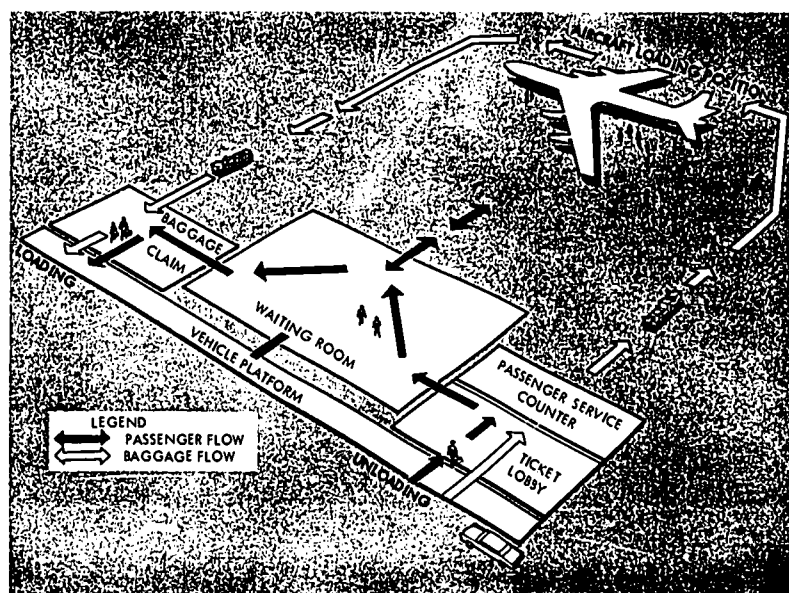 AIRCRAFT LOADING POSITION
BAGGAGE
CLAIM
LOADING
WAITING ROOM
VEHICLE PLATFORM
PASSENGER SERVICE
COUNTER
TICKET
LOBBY
UNLOADING
LEGEND
PASSENGER FLOW
BAGGAGE FLOW